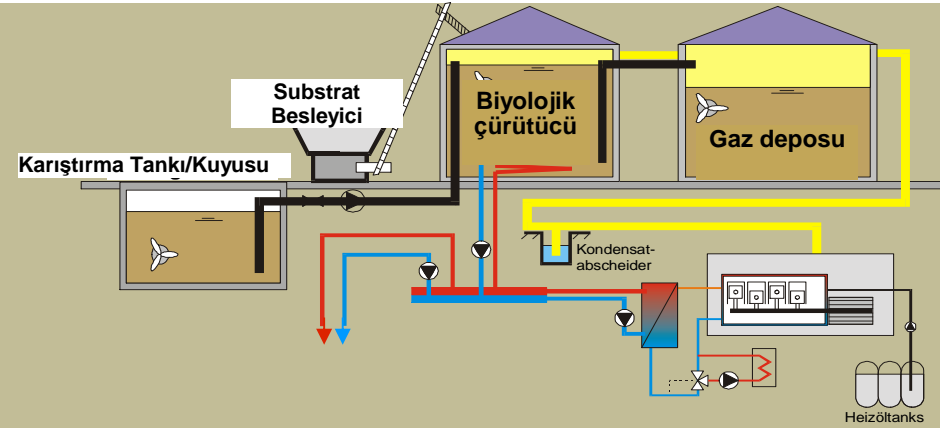 Substrat
Besleyici
Biyolojik
çürütücü
Gaz deposu
Karıştırma Tankı/Kuyusu
Kondensat-
abscheider
Heizöltanks